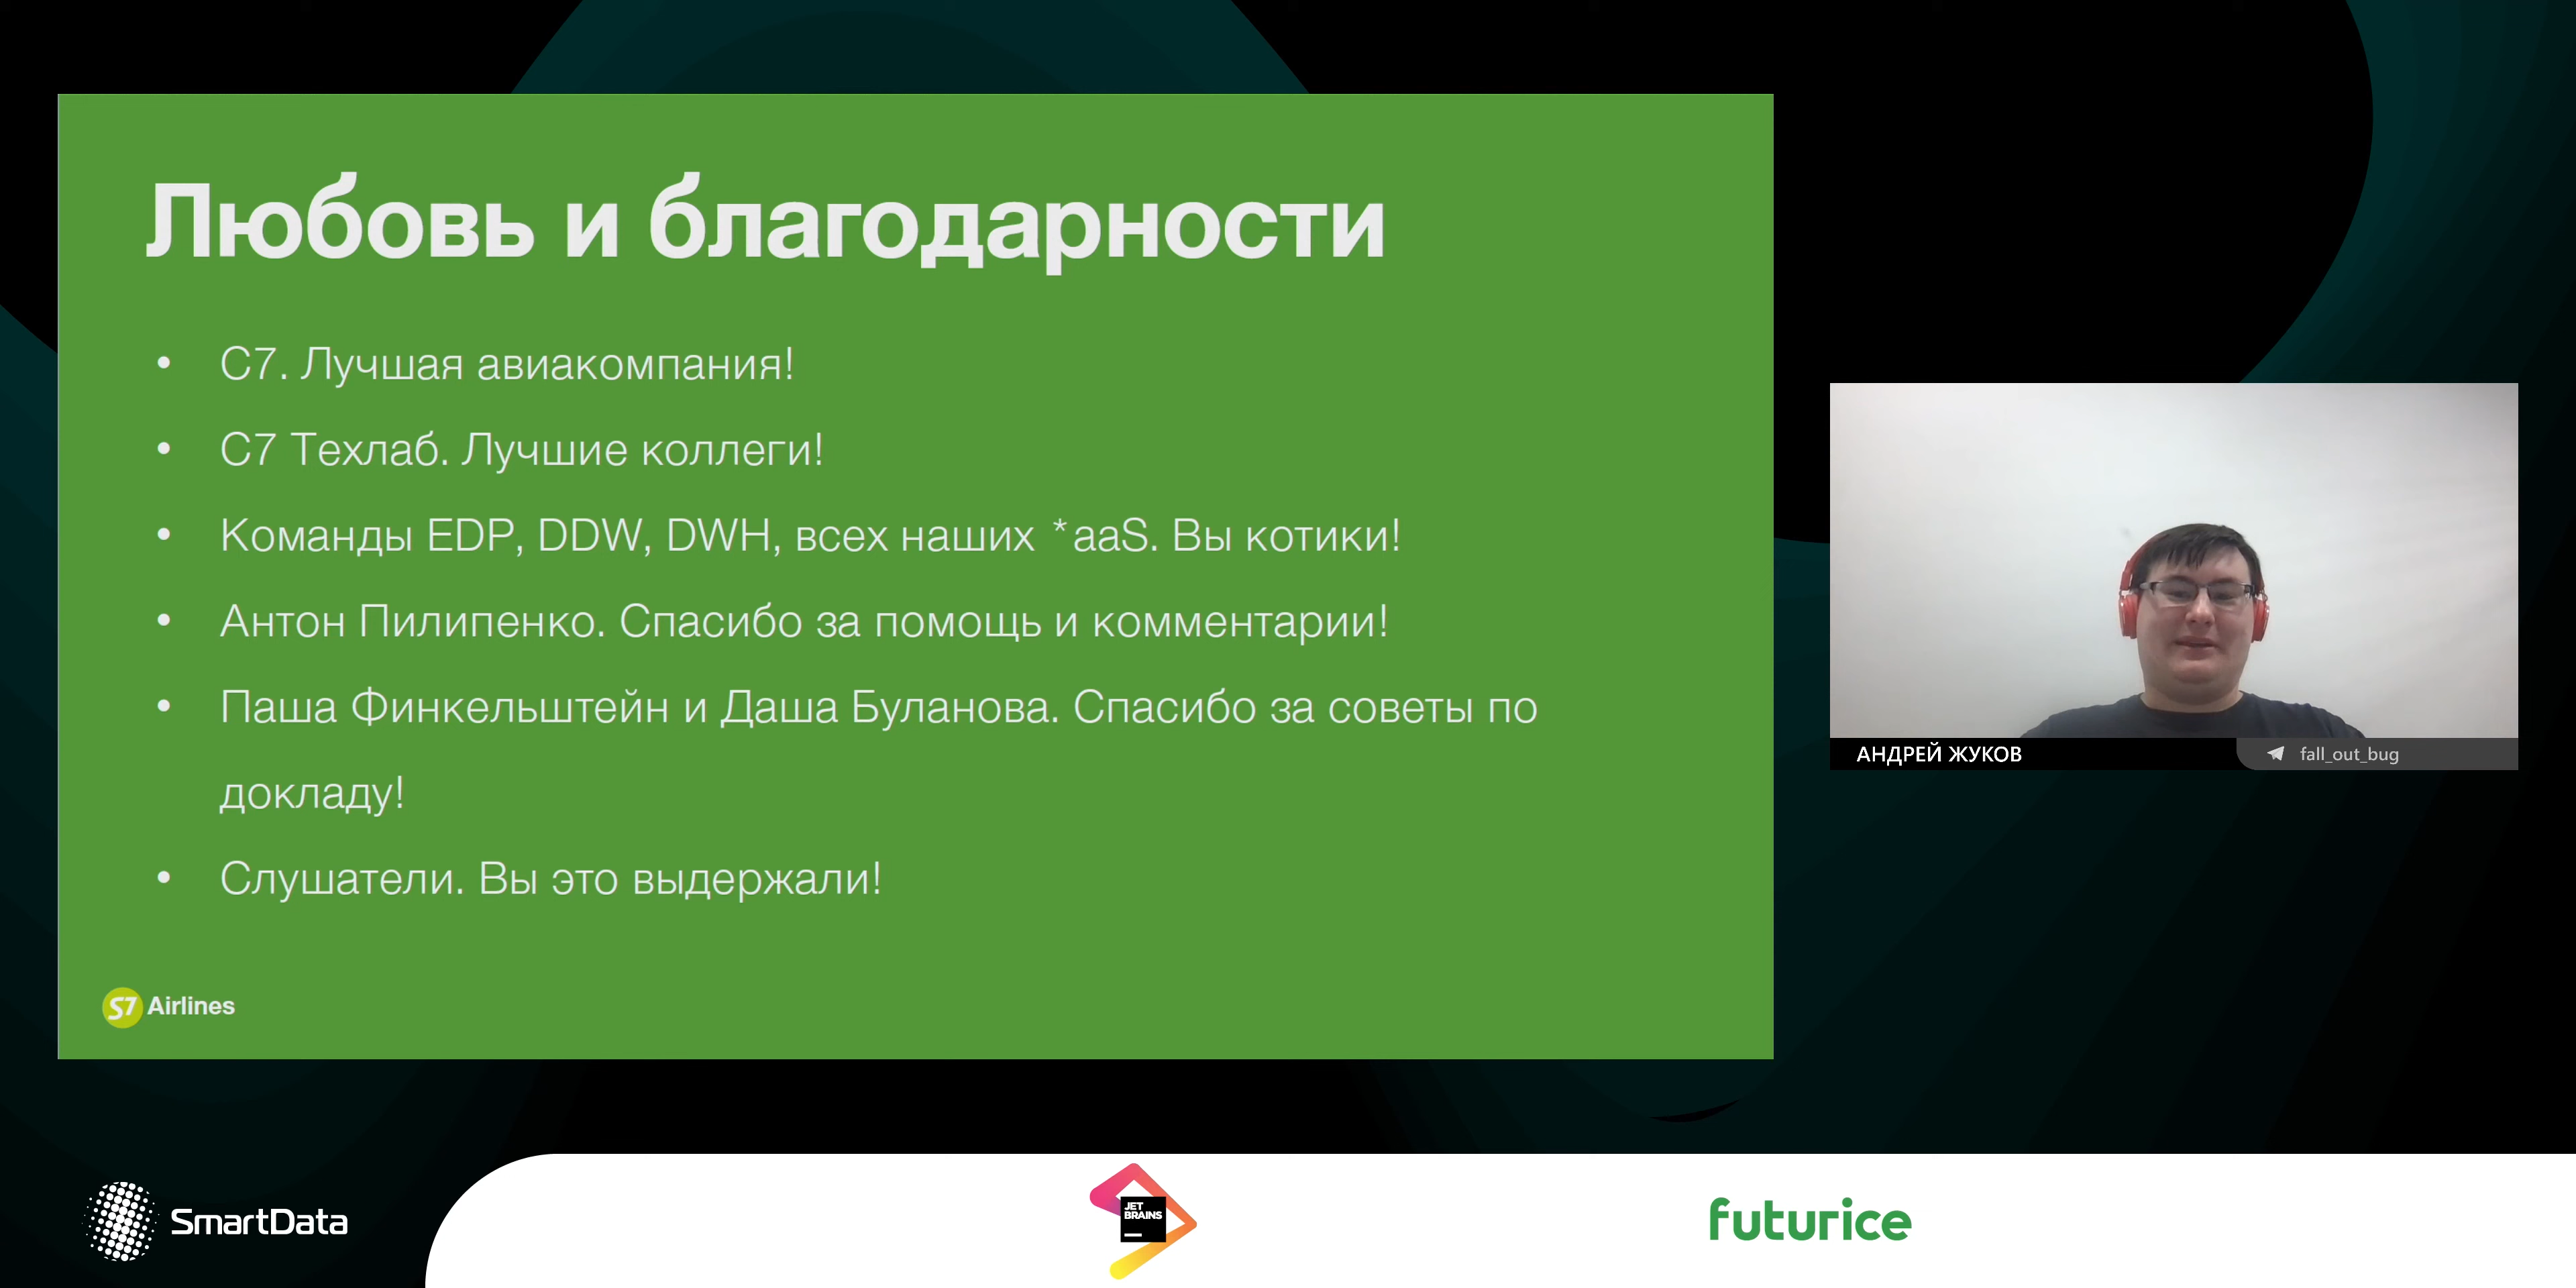 Любовь и благодарности
• С7. Лучшая авиакомпания!
• С7 Техлаб. Лучшие коллеги!
• Команды EDP, DDW, DWH, всех наших *aaS. Вы котики!
• Антон Пилипенко. Спасибо за помощь и комментарии!
• Паша Финкельштейн и Даша Буланова. Спасибо за советы по
докладу!
• Слушатели. Вы это выдержали!
S7 Airlines
АНДРЕЙ ЖУКОВ
fall_out_bug
SmartData
JET
BRAINS
futurice